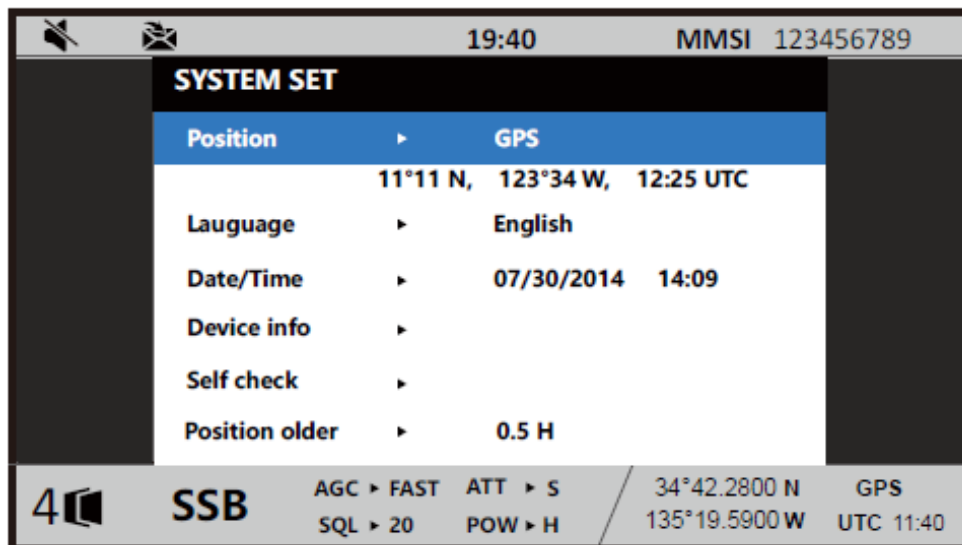 19:40 MMSI 123456789
SYSTEM SET
Position ▸ GPS
11°11 N, 123°34 W, 12:25 UTC
Lauguage ▸ English
Date/Time ▸ 07/30/2014 14:09
Device info ▸
Self check ▸
Position older ▸ 0.5 H
4 SSB AGC ▸ FAST ATT ▸ S 34°42.2800 N GPS
SQL ▸ 20 POW ▸ H 135°19.5900 W UTC 11:40